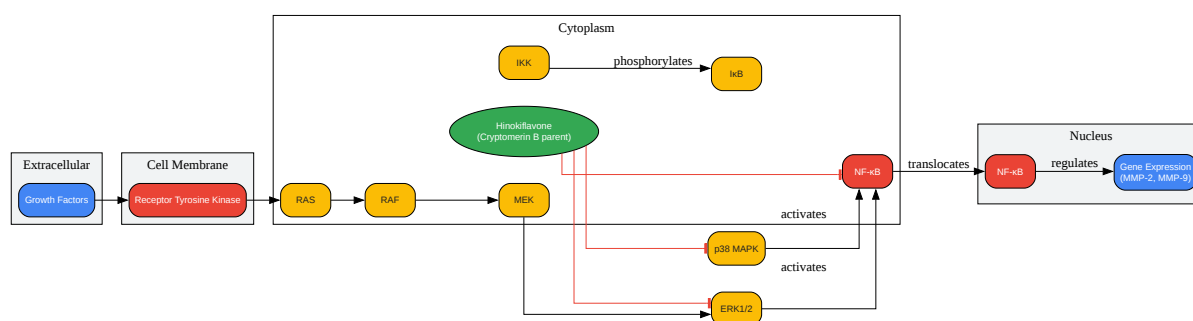 Cytoplasm
IKK
phosphorylates
IκB
Hinokiflavone
(Cryptomerin B parent)
Extracellular
Growth Factors
Cell Membrane
Receptor Tyrosine Kinase
RAS
RAF
MEK
NF-κB
translocates
Nucleus
NF-κB
regulates
Gene Expression
(MMP-2, MMP-9)
activates
p38 MAPK
activates
ERK1/2